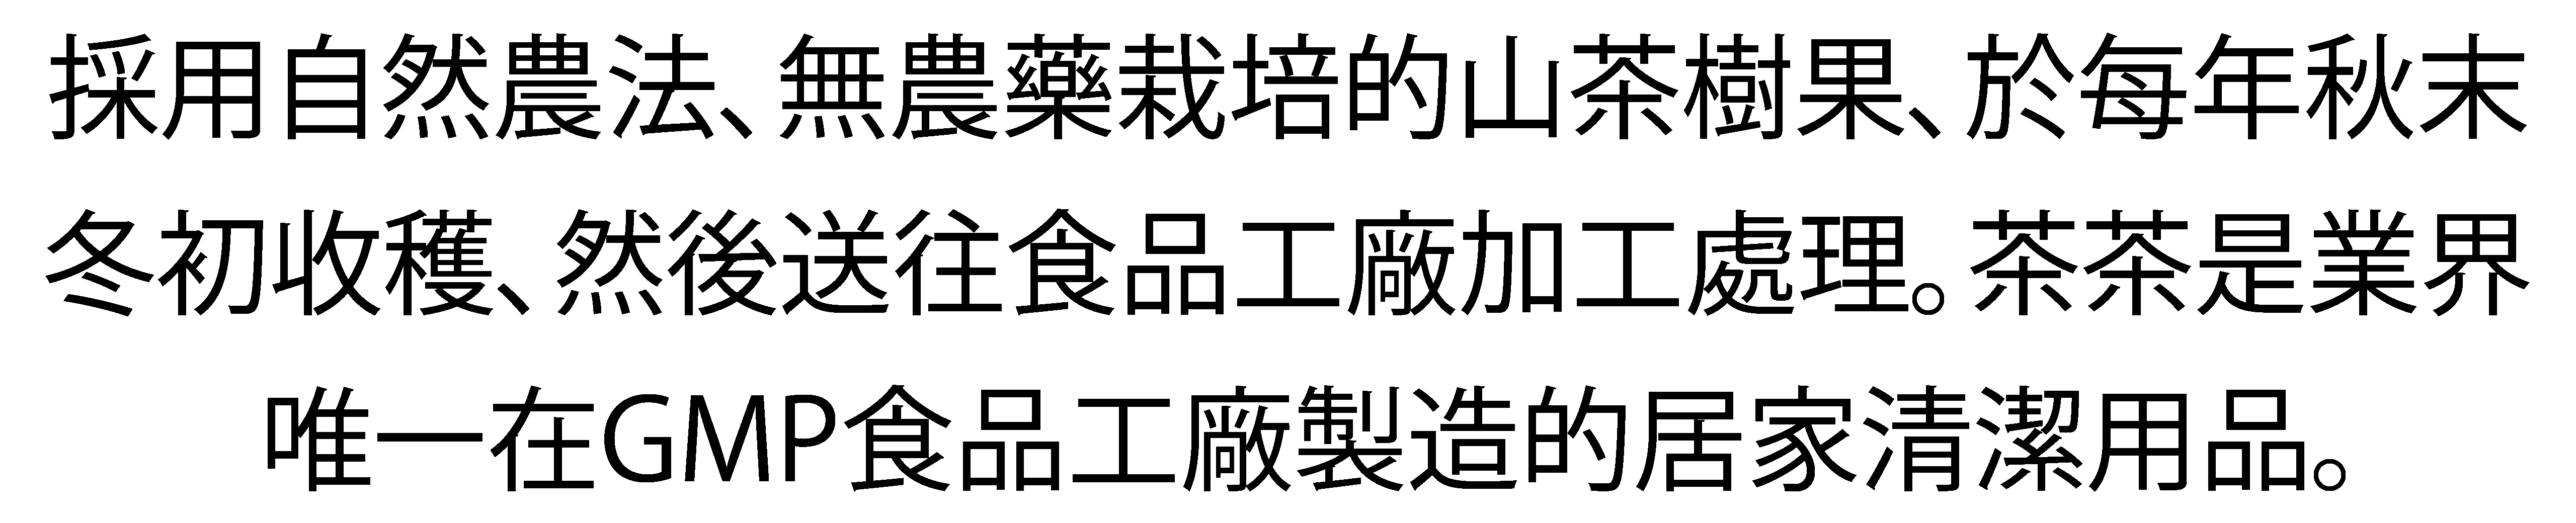 採用自然農法、無農藥栽培的山茶樹果、於每年秋末
冬初收穫、然後送往食品工廠加工處理。茶茶是業界
唯一在GMP食品工廠製造的居家清潔用品。